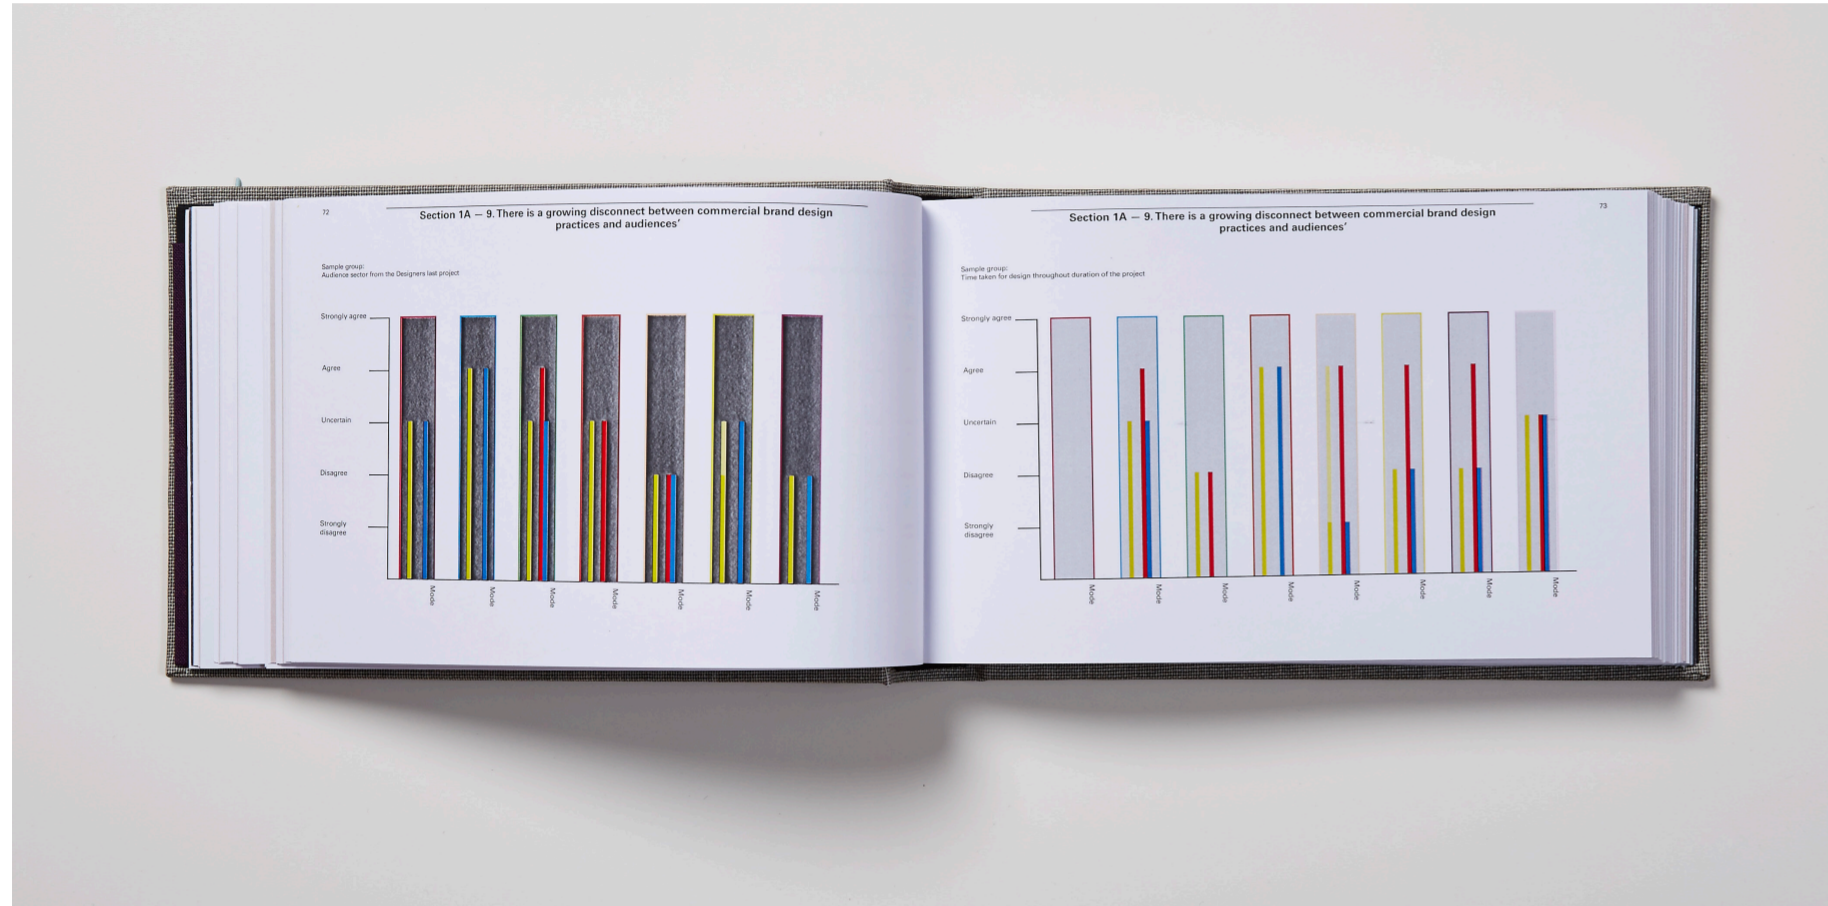 72
Section 1A — 9. There is a growing disconnect between commercial brand design
practices and audiences’
Sample group:
Audience sector from the Designers last project
Strongly agree
Agree
Uncertain
Disagree
Strongly
disagree
Mode
Mode
Mode
Mode
Mode
Mode
Mode
73
Section 1A — 9. There is a growing disconnect between commercial brand design
practices and audiences’
Sample group:
Time taken for design throughout duration of the project
Strongly agree
Agree
Uncertain
Disagree
Strongly
disagree
Mode
Mode
Mode
Mode
Mode
Mode
Mode
Mode